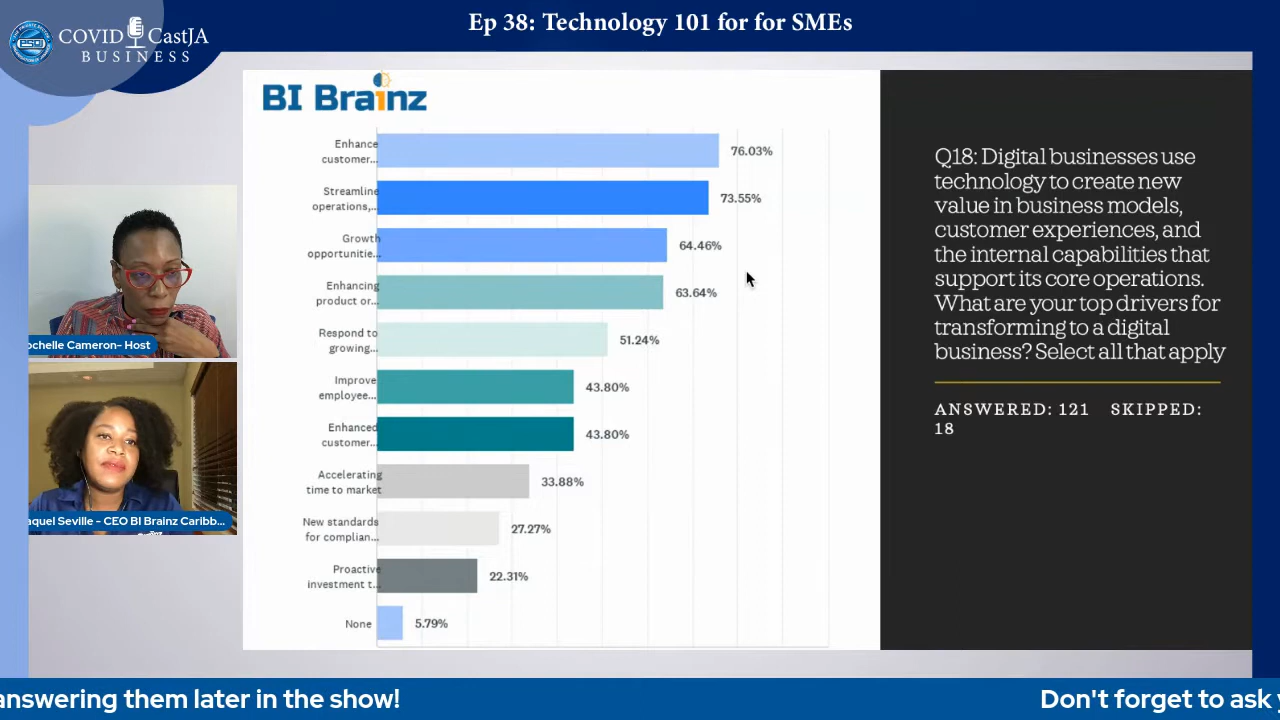 Ep 38: Technology 101 for for SMEs
COVID CastJA
BUSINESS
BI Brainz
Enhance
customer...
76.03%
Streamline
operations,...
73.55%
Growth
opportunitie...
64.46%
Enhancing
product or...
63.64%
Respond to
growing...
51.24%
Improve
employee...
43.80%
Enhanced
customer...
43.80%
Accelerating
time to market
33.88%
New standards
for complian...
27.27%
Proactive
investment t...
22.31%
None
5.79%
Q18: Digital businesses use
technology to create new
value in business models,
customer experiences, and
the internal capabilities that
support its core operations.
What are your top drivers for
transforming to a digital
business? Select all that apply
ANSWERED: 121 SKIPPED:
18
ochelle Cameron- Host
aquel Seville - CEO BI Brainz Caribb...
answering them later in the show!
Don't forget to ask